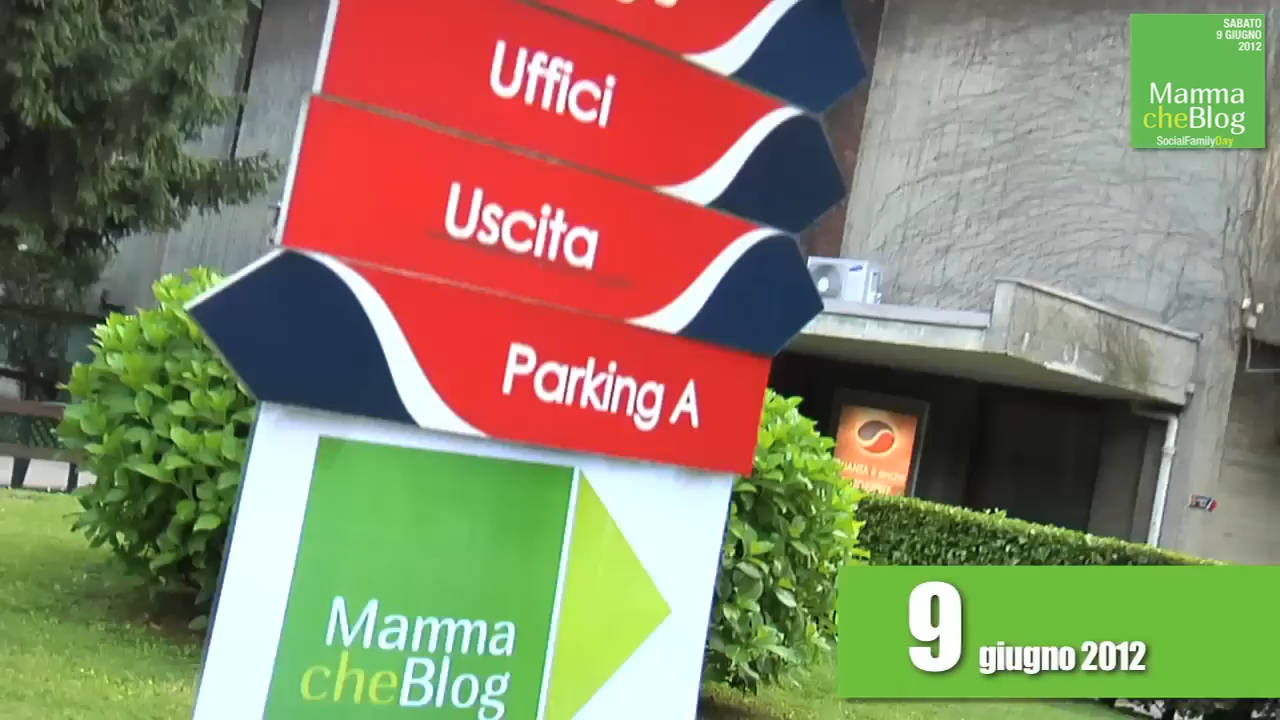 SABATO
9 GIUGNO
2012
Mamma
cheBlog
SocialFamilyDay
Uffici
Uscita
Parking A
Mamma
cheBlog
9 giugno 2012